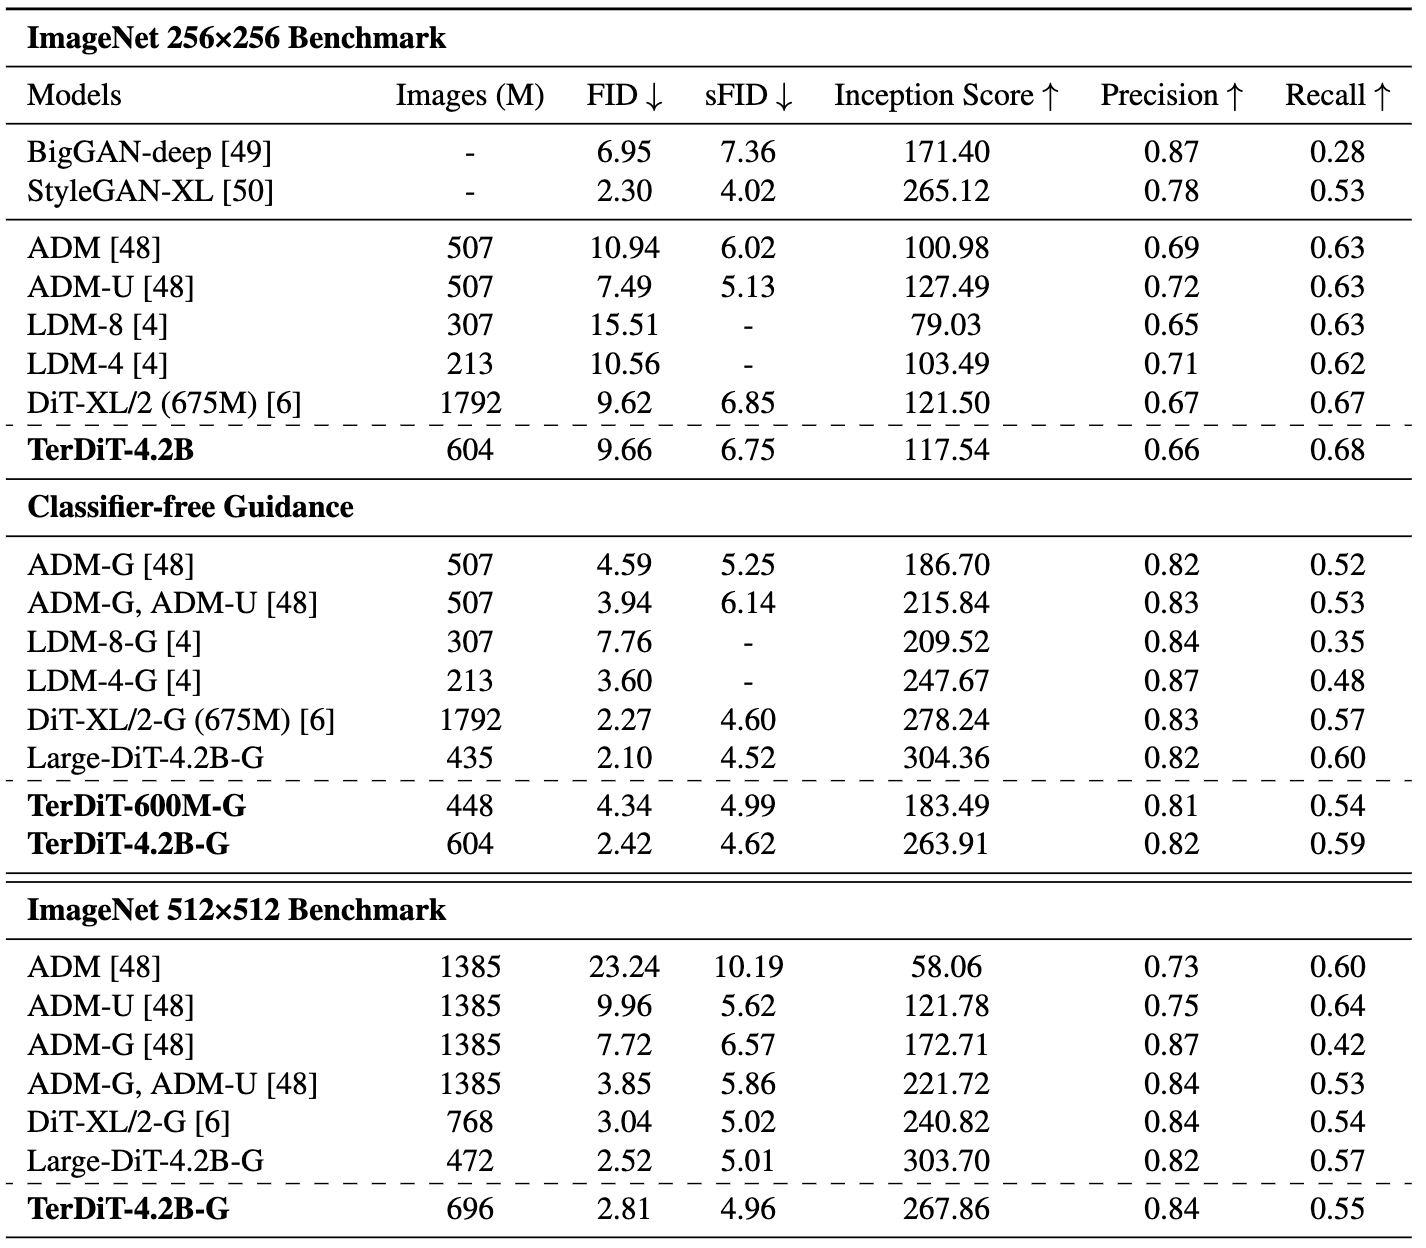 ImageNet 256×256 Benchmark
Models Images (M) FID ↓ sFID ↓ Inception Score ↑ Precision ↑ Recall ↑
BigGAN-deep [49] - 6.95 7.36 171.40 0.87 0.28
StyleGAN-XL [50] - 2.30 4.02 265.12 0.78 0.53
ADM [48] 507 10.94 6.02 100.98 0.69 0.63
ADM-U [48] 507 7.49 5.13 127.49 0.72 0.63
LDM-8 [4] 307 15.51 - 79.03 0.65 0.63
LDM-4 [4] 213 10.56 - 103.49 0.71 0.62
DiT-XL/2 (675M) [6] 1792 9.62 6.85 121.50 0.67 0.67
TerDiT-4.2B 604 9.66 6.75 117.54 0.66 0.68
Classifier-free Guidance
ADM-G [48] 507 4.59 5.25 186.70 0.82 0.52
ADM-G, ADM-U [48] 507 3.94 6.14 215.84 0.83 0.53
LDM-8-G [4] 307 7.76 - 209.52 0.84 0.35
LDM-4-G [4] 213 3.60 - 247.67 0.87 0.48
DiT-XL/2-G (675M) [6] 1792 2.27 4.60 278.24 0.83 0.57
Large-DiT-4.2B-G 435 2.10 4.52 304.36 0.82 0.60
TerDiT-600M-G 448 4.34 4.99 183.49 0.81 0.54
TerDiT-4.2B-G 604 2.42 4.62 263.91 0.82 0.59
ImageNet 512×512 Benchmark
ADM [48] 1385 23.24 10.19 58.06 0.73 0.60
ADM-U [48] 1385 9.96 5.62 121.78 0.75 0.64
ADM-G [48] 1385 7.72 6.57 172.71 0.87 0.42
ADM-G, ADM-U [48] 1385 3.85 5.86 221.72 0.84 0.53
DiT-XL/2-G [6] 768 3.04 5.02 240.82 0.84 0.54
Large-DiT-4.2B-G 472 2.52 5.01 303.70 0.82 0.57
TerDiT-4.2B-G 696 2.81 4.96 267.86 0.84 0.55